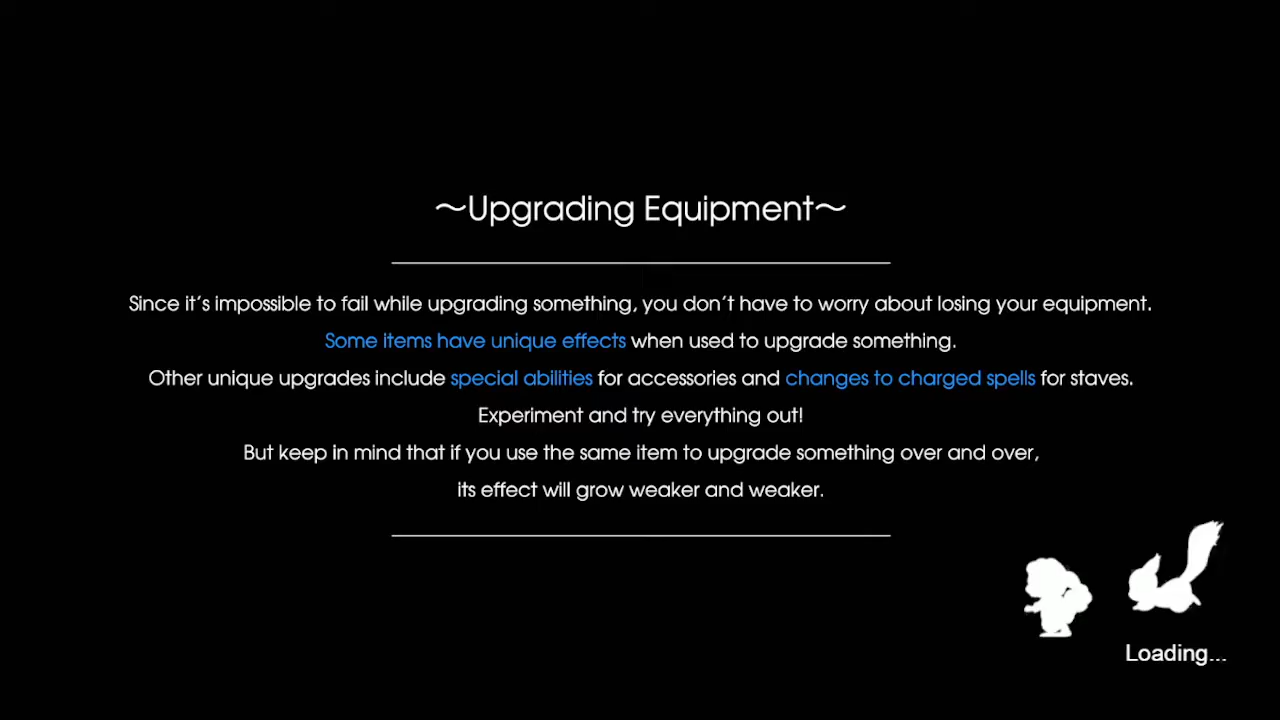 ～Upgrading Equipment～
Since it's impossible to fail while upgrading something, you don't have to worry about losing your equipment.
Some items have unique effects when used to upgrade something.
Other unique upgrades include special abilities for accessories and changes to charged spells for staves.
Experiment and try everything out!
But keep in mind that if you use the same item to upgrade something over and over,
its effect will grow weaker and weaker.
Loading...